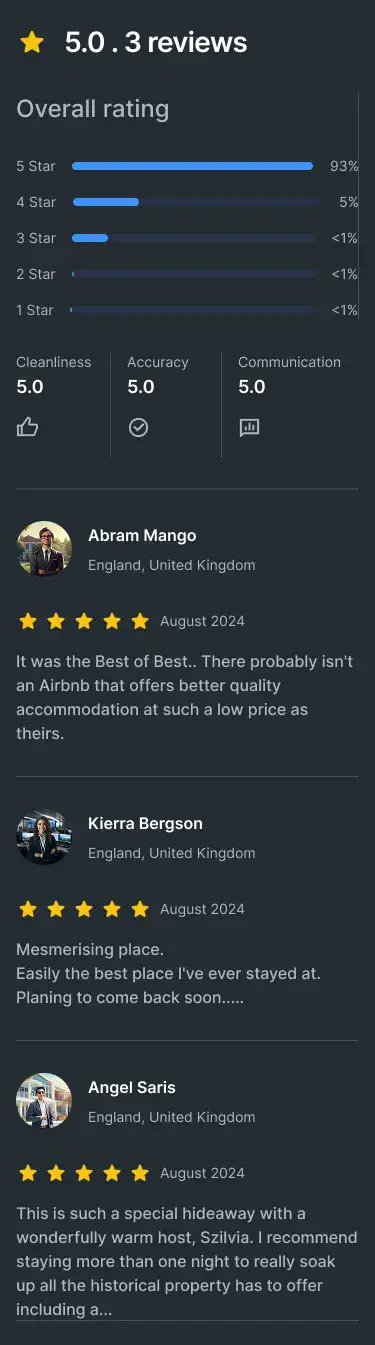 5.0 . 3 reviews
Overall rating
5 Star 93%
4 Star 5%
3 Star <1%
2 Star <1%
1 Star <1%
Cleanliness Accuracy Communication
5.0 5.0 5.0
Abram Mango
England, United Kingdom
August 2024
It was the Best of Best.. There probably isn't
an Airbnb that offers better quality
accommodation at such a low price as
theirs.
Kierra Bergson
England, United Kingdom
August 2024
Mesmerising place.
Easily the best place I've ever stayed at.
Planing to come back soon.....
Angel Saris
England, United Kingdom
August 2024
This is such a special hideaway with a
wonderfully warm host, Szilvia. I recommend
staying more than one night to really soak
up all the historical property has to offer
including a...